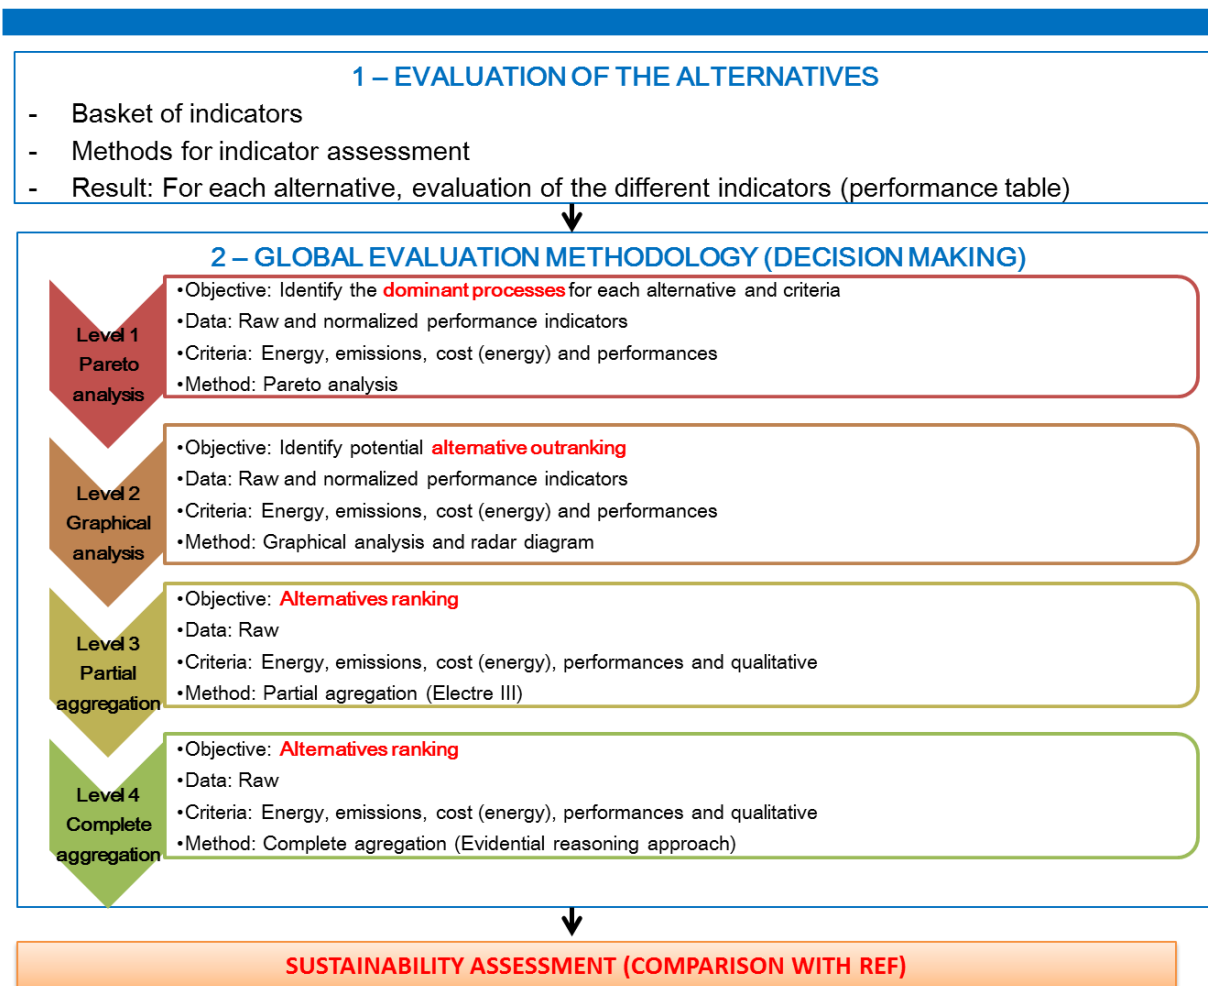 1 – EVALUATION OF THE ALTERNATIVES
- Basket of indicators
- Methods for indicator assessment
- Result: For each alternative, evaluation of the different indicators (performance table)
2 – GLOBAL EVALUATION METHODOLOGY (DECISION MAKING)
Level 1
Pareto
analysis
•Objective: Identify the dominant processes for each alternative and criteria
•Data: Raw and normalized performance indicators
•Criteria: Energy, emissions, cost (energy) and performances
•Method: Pareto analysis
Level 2
Graphical
analysis
•Objective: Identify potential alternative outranking
•Data: Raw and normalized performance indicators
•Criteria: Energy, emissions, cost (energy) and performances
•Method: Graphical analysis and radar diagram
Level 3
Partial
aggregation
•Objective: Alternatives ranking
•Data: Raw
•Criteria: Energy, emissions, cost (energy), performances and qualitative
•Method: Partial agregation (Electre III)
Level 4
Complete
aggregation
•Objective: Alternatives ranking
•Data: Raw
•Criteria: Energy, emissions, cost (energy), performances and qualitative
•Method: Complete agregation (Evidential reasoning approach)
SUSTAINABILITY ASSESSMENT (COMPARISON WITH REF)